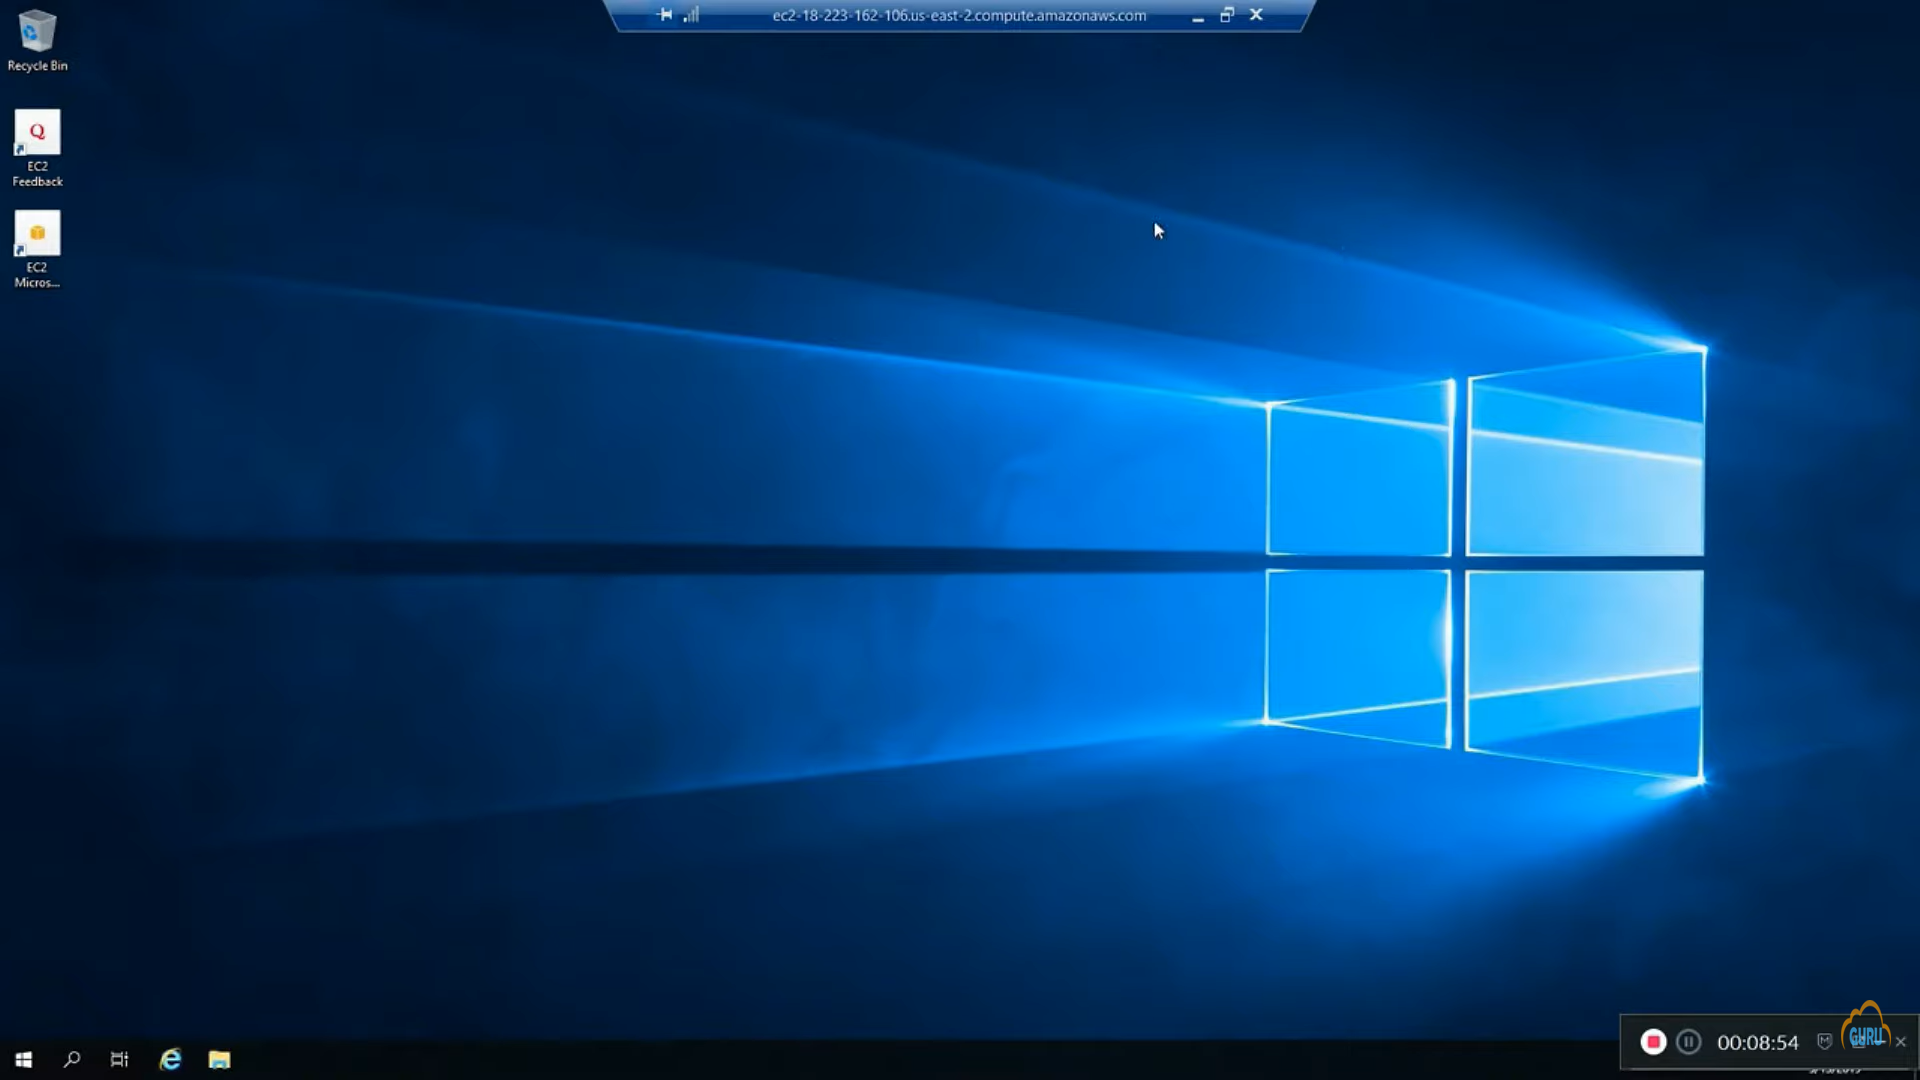 ec2-18-223-162-106.us-east-2.compute.amazonaws.com
Recycle Bin
Q
EC2
Feedback
EC2
Micros...
00:08:54
GURU